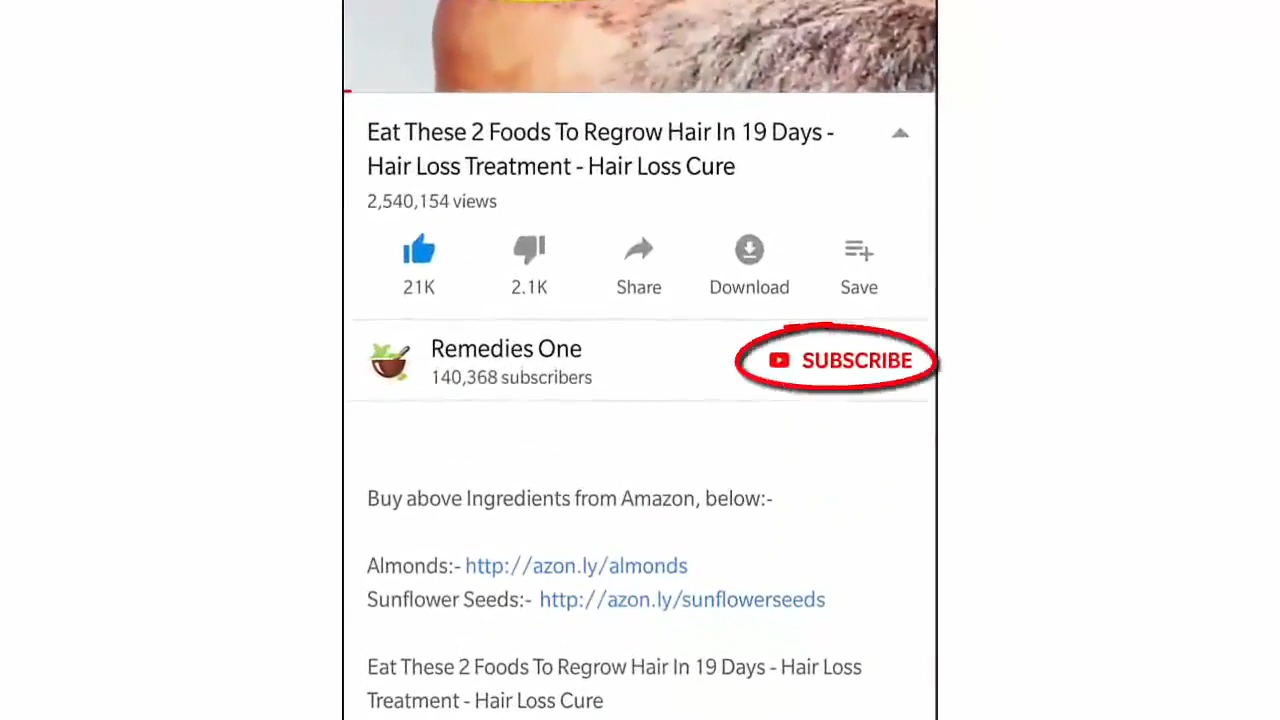 Eat These 2 Foods To Regrow Hair In 19 Days -
Hair Loss Treatment - Hair Loss Cure
2,540,154 views
21K
2.1K
Share
Download
Save
Remedies One
140,368 subscribers
SUBSCRIBE
Buy above Ingredients from Amazon, below:-
Almonds:- http://azon.ly/almonds
Sunflower Seeds:- http://azon.ly/sunflowerseeds
Eat These 2 Foods To Regrow Hair In 19 Days - Hair Loss
Treatment - Hair Loss Cure